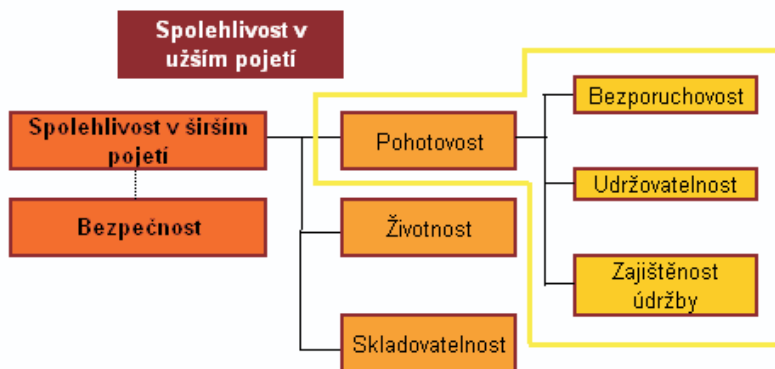 Spolehlivost v
užším pojetí
Spolehlivost v širším
pojetí
Bezpečnost
Pohotovost
Životnost
Skladovatelnost
Bezporuchovost
Udržovatelnost
Zajištěnost
údržby